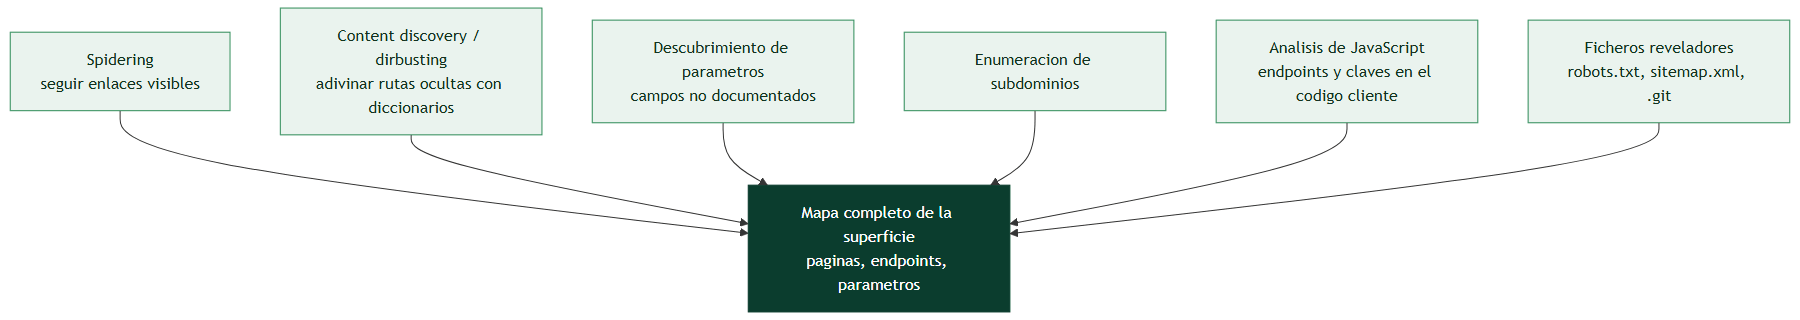 Spidering
seguir enlaces visibles
Content discovery /
dirbusting
adivinar rutas ocultas con
diccionarios
Descubrimiento de
parametros
campos no documentados
Enumeracion de
subdominios
Analisis de JavaScript
endpoints y claves en el
codigo cliente
Ficheros reveladores
robots.txt, sitemap.xml,
.git
Mapa completo de la
superficie
paginas, endpoints,
parametros